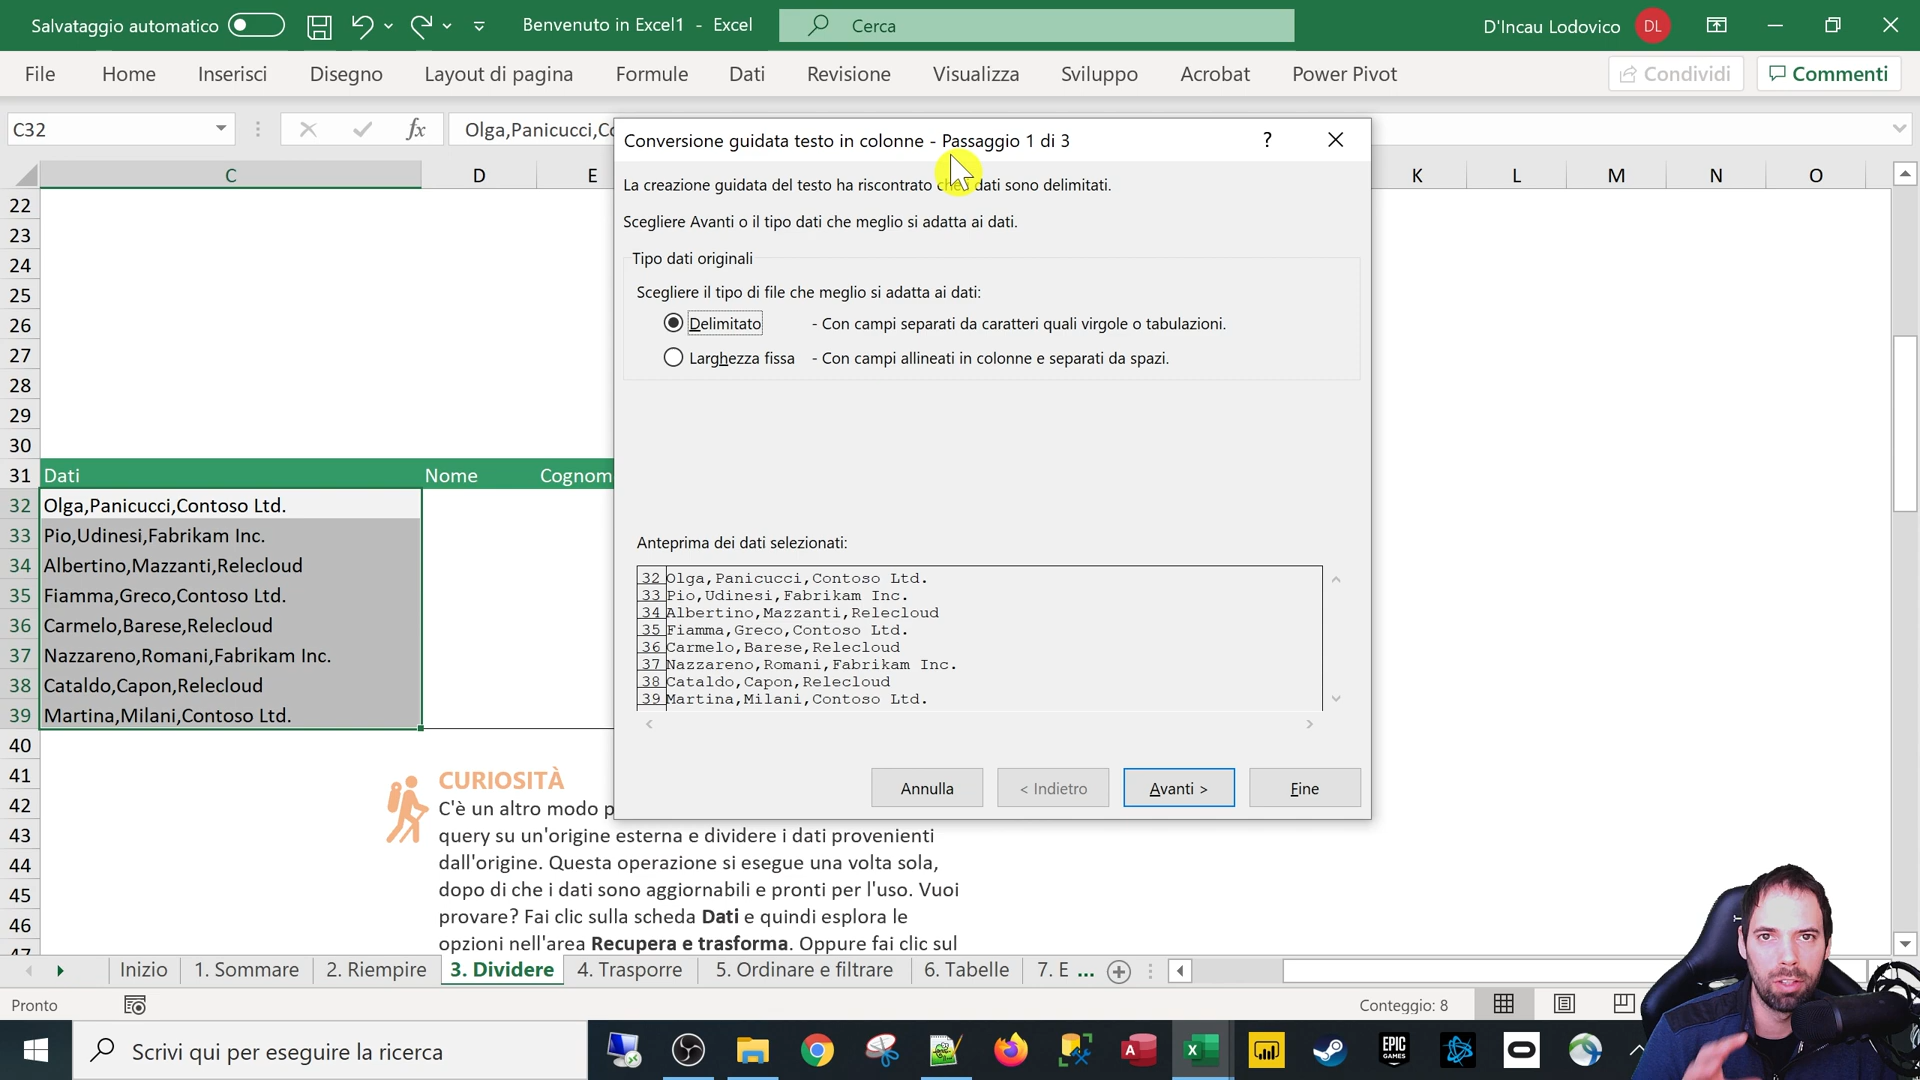 Salvataggio automatico
Benvenuto in Excel1 - Excel
Cerca
D'Incau Lodovico
DL
File
Home
Inserisci
Disegno
Layout di pagina
Formule
Dati
Revisione
Visualizza
Sviluppo
Acrobat
Power Pivot
Condividi
Commenti
C32
fx
Olga,Panicucci,Co
Conversione guidata testo in colonne - Passaggio 1 di 3
?
La creazione guidata del testo ha riscontrato dati sono delimitati.
Scegliere Avanti o il tipo dati che meglio si adatta ai dati.
Tipo dati originali
Scegliere il tipo di file che meglio si adatta ai dati:
Delimitato - Con campi separati da caratteri quali virgole o tabulazioni.
Larghezza fissa - Con campi allineati in colonne e separati da spazi.
Anteprima dei dati selezionati:
32 Olga,Panicucci,Contoso Ltd.
33 Pio,Udinesi,Fabrikam Inc.
34 Albertino,Mazzanti,Relecloud
35 Fiamma,Greco,Contoso Ltd.
36 Carmelo,Barese,Relecloud
37 Nazzareno,Romani,Fabrikam Inc.
38 Cataldo,Capon,Relecloud
39 Martina,Milani,Contoso Ltd.
Annulla
< Indietro
Avanti >
Fine
C D E K L M N O
22
23
24
25
26
27
28
29
30
31 Dati Nome Cognom
32 Olga,Panicucci,Contoso Ltd.
33 Pio,Udinesi,Fabrikam Inc.
34 Albertino,Mazzanti,Relecloud
35 Fiamma,Greco,Contoso Ltd.
36 Carmelo,Barese,Relecloud
37 Nazzareno,Romani,Fabrikam Inc.
38 Cataldo,Capon,Relecloud
39 Martina,Milani,Contoso Ltd.
40
41
42
43
44
45
46
47
CURIOSITÀ
C'è un altro modo p
query su un'origine esterna e dividere i dati provenienti
dall'origine. Questa operazione si esegue una volta sola,
dopo di che i dati sono aggiornabili e pronti per l'uso. Vuoi
provare? Fai clic sulla scheda Dati e quindi esplora le
opzioni nell'area Recupera e trasforma. Oppure fai clic sul
Inizio
1. Sommare
2. Riempire
3. Dividere
4. Trasporre
5. Ordinare e filtrare
6. Tabelle
7. E ...
Pronto
Conteggio: 8
Scrivi qui per eseguire la ricerca
A
X
EPIC
GAMES